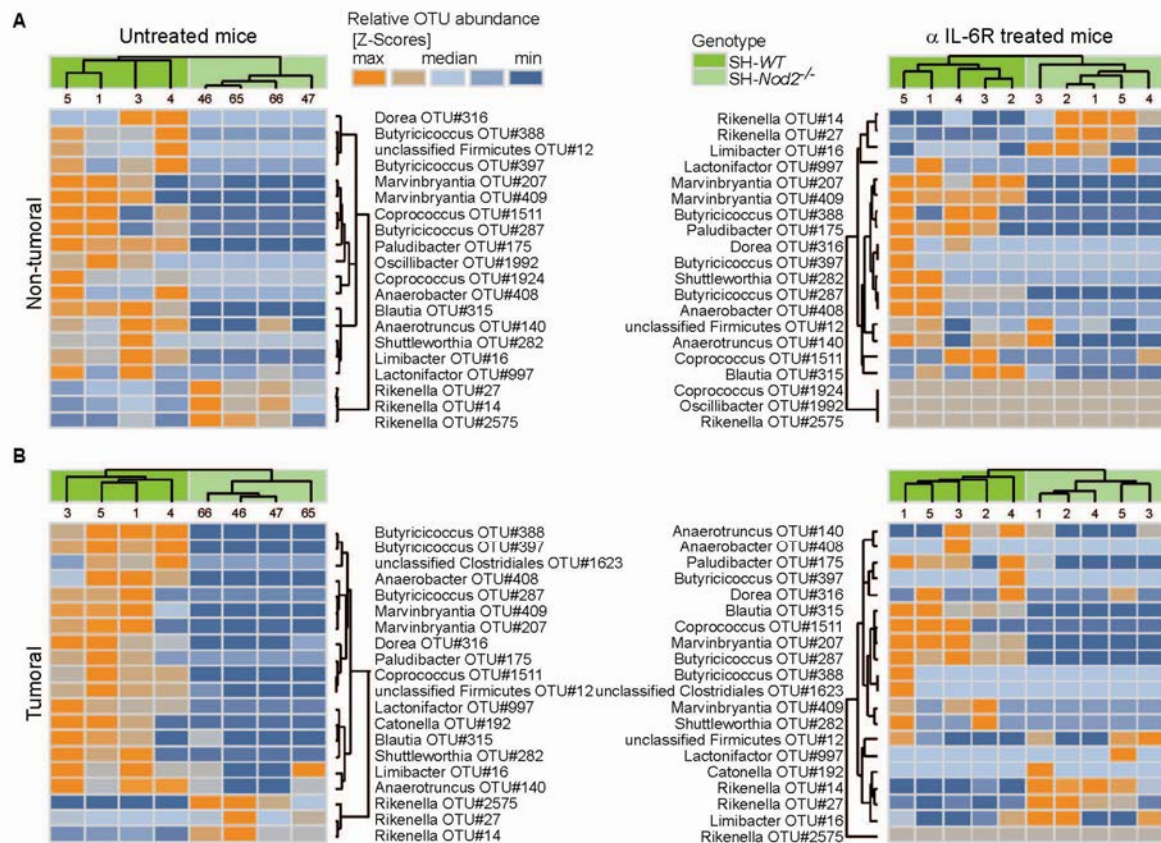 A
Untreated mice
Relative OTU abundance
[Z-Scores]
max median min
Genotype
SH-WT
SH-Nod2-/-
α IL-6R treated mice
5 1 3 4 46 65 66 47
5 1 4 3 2 3 2 1 5 4
Non-tumoral
Dorea OTU#316
Butyricicoccus OTU#388
unclassified Firmicutes OTU#12
Butyricicoccus OTU#397
Marvinbryantia OTU#207
Marvinbryantia OTU#409
Coprococcus OTU#1511
Butyricicoccus OTU#287
Paludibacter OTU#175
Oscillibacter OTU#1992
Coprococcus OTU#1924
Anaerobacter OTU#408
Blautia OTU#315
Anaerotruncus OTU#140
Shuttleworthia OTU#282
Limibacter OTU#16
Lactonifactor OTU#997
Rikenella OTU#27
Rikenella OTU#14
Rikenella OTU#2575
Rikenella OTU#14
Rikenella OTU#27
Limibacter OTU#16
Lactonifactor OTU#997
Marvinbryantia OTU#207
Marvinbryantia OTU#409
Butyricicoccus OTU#388
Paludibacter OTU#175
Dorea OTU#316
Butyricicoccus OTU#397
Shuttleworthia OTU#282
Butyricicoccus OTU#287
Anaerobacter OTU#408
unclassified Firmicutes OTU#12
Anaerotruncus OTU#140
Coprococcus OTU#1511
Blautia OTU#315
Coprococcus OTU#1924
Oscillibacter OTU#1992
Rikenella OTU#2575
B
3 5 1 4 66 46 47 65
1 5 3 2 4 1 2 4 5 3
Tumoral
Butyricicoccus OTU#388
Butyricicoccus OTU#397
unclassified Clostridiales OTU#1623
Anaerobacter OTU#408
Butyricicoccus OTU#287
Marvinbryantia OTU#409
Marvinbryantia OTU#207
Dorea OTU#316
Paludibacter OTU#175
Coprococcus OTU#1511
unclassified Firmicutes OTU#12
Lactonifactor OTU#997
Catonella OTU#192
Blautia OTU#315
Shuttleworthia OTU#282
Limibacter OTU#16
Anaerotruncus OTU#140
Rikenella OTU#2575
Rikenella OTU#27
Rikenella OTU#14
Anaerotruncus OTU#140
Anaerobacter OTU#408
Paludibacter OTU#175
Butyricicoccus OTU#397
Dorea OTU#316
Blautia OTU#315
Coprococcus OTU#1511
Marvinbryantia OTU#207
Butyricicoccus OTU#287
Butyricicoccus OTU#388
unclassified Clostridiales OTU#1623
Marvinbryantia OTU#409
Shuttleworthia OTU#282
unclassified Firmicutes OTU#12
Lactonifactor OTU#997
Catonella OTU#192
Rikenella OTU#14
Rikenella OTU#27
Limibacter OTU#16
Rikenella OTU#2575